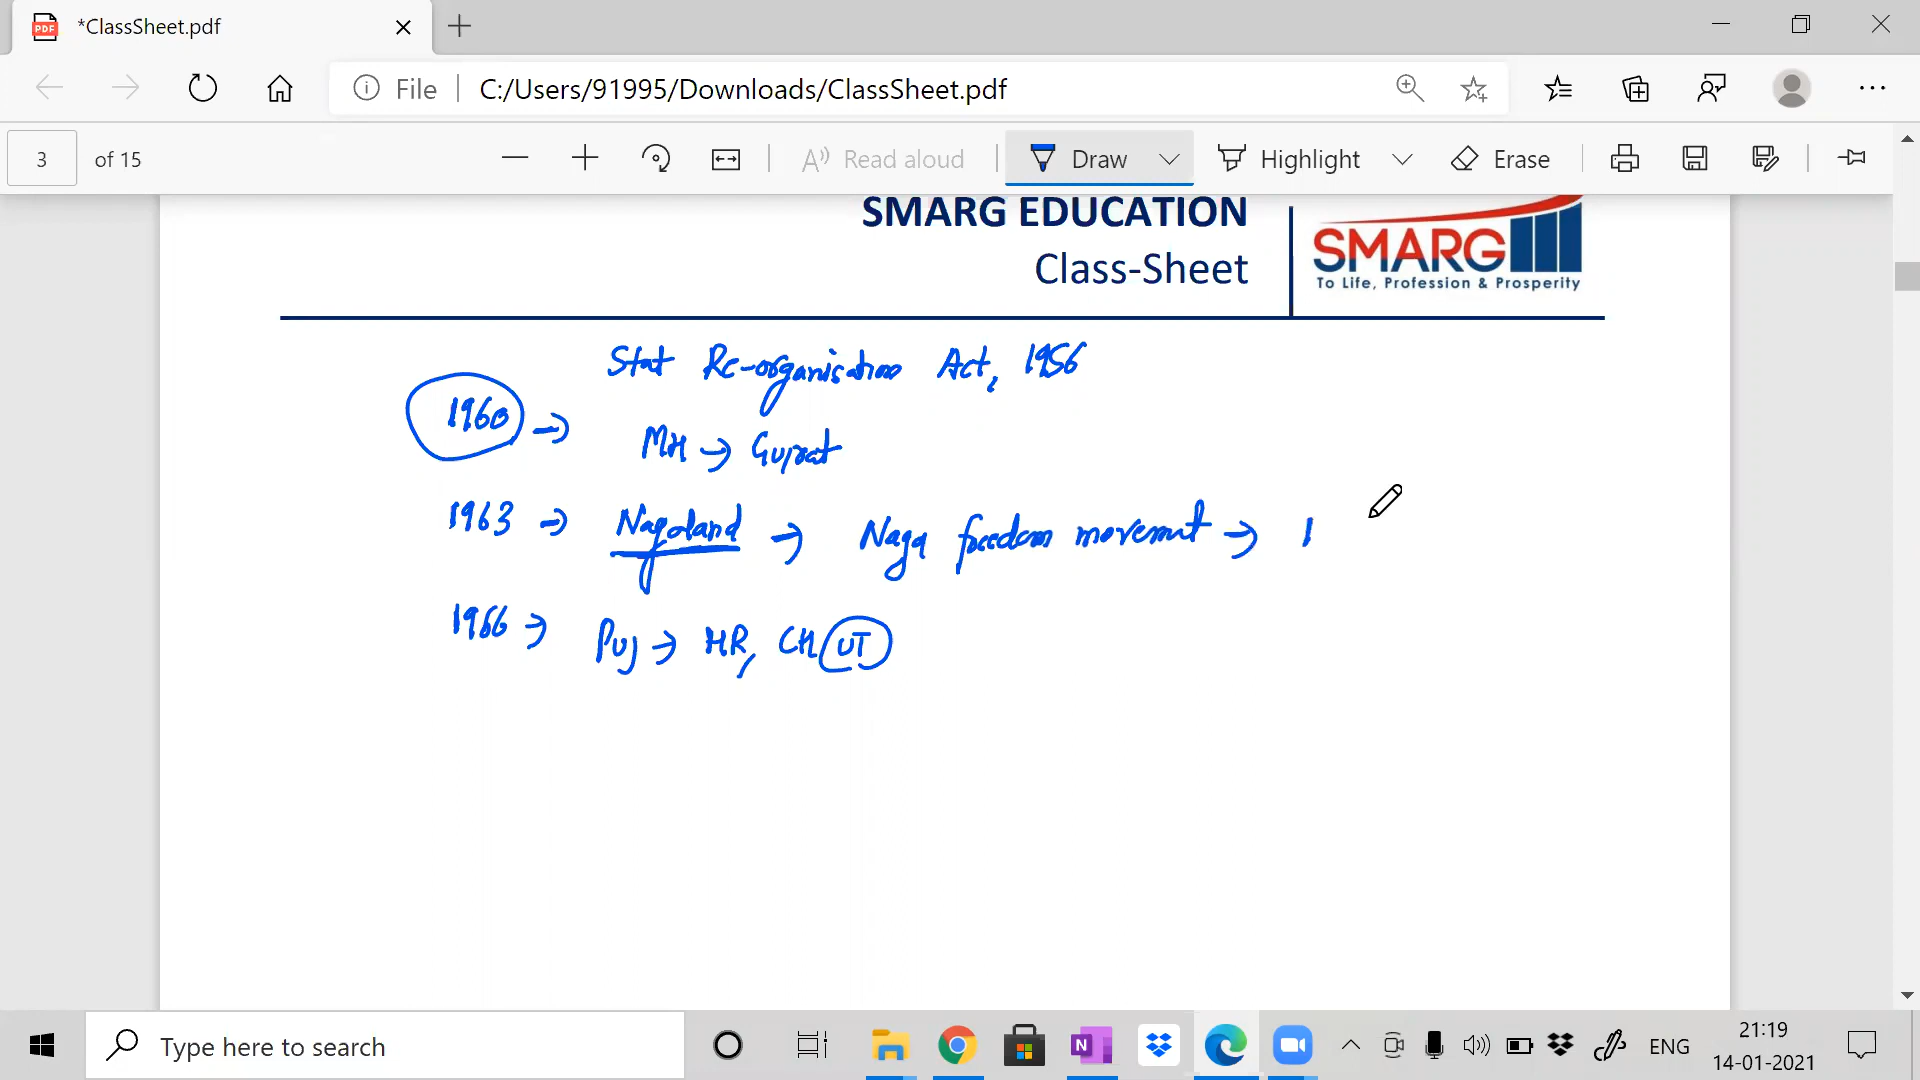 *ClassSheet.pdf
File C:/Users/91995/Downloads/ClassSheet.pdf
3 of 15 Read aloud Draw Highlight Erase
SMARG EDUCATION
Class-Sheet
SMARG
To Life, Profession & Prosperity
Stat Re-organisation Act, 1956
1960 →
MH → Gujrat
1963 → Nagaland → Naga freedom movemnt → 1
1966 → Puj → HR, CH UT
Type here to search
ENG
21:19
14-01-2021